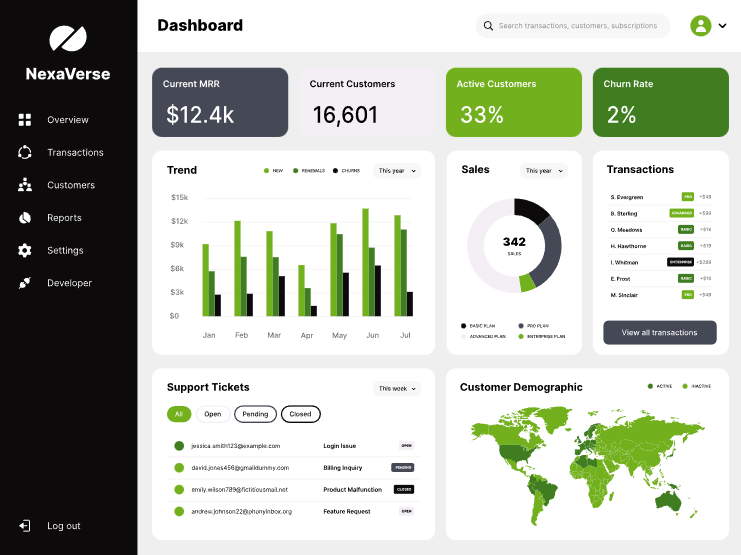 NexaVerse
Overview
Transactions
Customers
Reports
Settings
Developer
Log out
Dashboard
Search transactions, customers, subscriptions
Current MRR
$12.4k
Current Customers
16,601
Active Customers
33%
Churn Rate
2%
Trend
NEW RENEWALS CHURNS
This year
$15k
$12k
$9k
$6k
$3k
$0
Jan Feb Mar Apr May Jun Jul
Sales
This year
342
SALES
BASIC PLAN PRO PLAN
ADVANCED PLAN ENTERPRISE PLAN
Transactions
S. Evergreen PRO +$49
B. Sterling ADVANCED +$99
O. Meadows BASIC +$19
H. Hawthorne BASIC +$19
I. Whitman ENTERPRISE +$199
E. Frost BASIC +$19
M. Sinclair PRO +$49
View all transactions
Support Tickets
This week
All Open Pending Closed
jessica.smith123@example.com Login Issue OPEN
david.jones456@gmaildummy.com Billing Inquiry PENDING
emily.wilson789@fictitiousmail.net Product Malfunction CLOSED
andrew.johnson22@phonyinbox.org Feature Request OPEN
Customer Demographic
ACTIVE INACTIVE